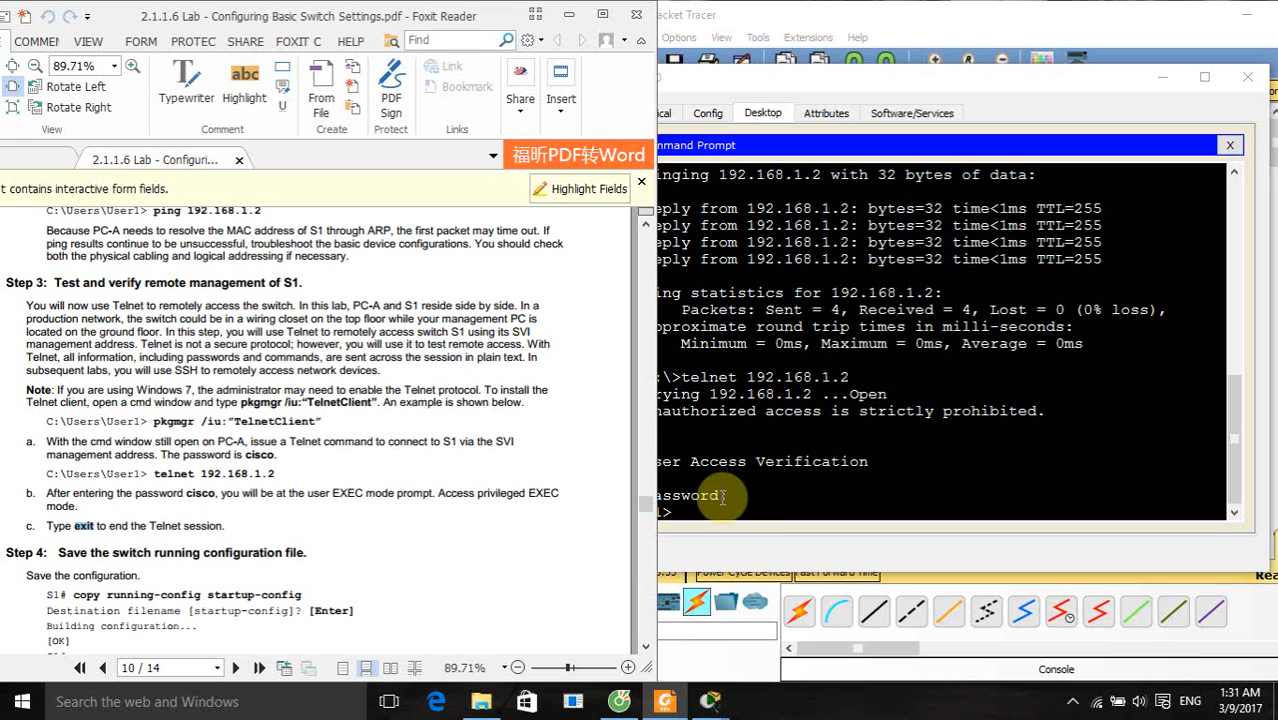 2.1.1.6 Lab - Configuring Basic Switch Settings.pdf - Foxit Reader
COMMEN VIEW FORM PROTEC SHARE FOXIT C HELP Find
89.71%
Rotate Left
Rotate Right
View
Typewriter
Highlight
Comment
From File
Create
PDF Sign
Protect
Link
Bookmark
Links
Share
Insert
2.1.1.6 Lab - Configuri...
福昕PDF转Word
t contains interactive form fields.
Highlight Fields
C:\Users\User1> ping 192.168.1.2
Because PC-A needs to resolve the MAC address of S1 through ARP, the first packet may time out. If
ping results continue to be unsuccessful, troubleshoot the basic device configurations. You should check
both the physical cabling and logical addressing if necessary.
Step 3: Test and verify remote management of S1.
You will now use Telnet to remotely access the switch. In this lab, PC-A and S1 reside side by side. In a
production network, the switch could be in a wiring closet on the top floor while your management PC is
located on the ground floor. In this step, you will use Telnet to remotely access switch S1 using its SVI
management address. Telnet is not a secure protocol; however, you will use it to test remote access. With
Telnet, all information, including passwords and commands, are sent across the session in plain text. In
subsequent labs, you will use SSH to remotely access network devices.
Note: If you are using Windows 7, the administrator may need to enable the Telnet protocol. To install the
Telnet client, open a cmd window and type pkgmgr /iu:“TelnetClient”. An example is shown below.
C:\Users\User1> pkgmgr /iu:”TelnetClient”
a. With the cmd window still open on PC-A, issue a Telnet command to connect to S1 via the SVI
management address. The password is cisco.
C:\Users\User1> telnet 192.168.1.2
b. After entering the password cisco, you will be at the user EXEC mode prompt. Access privileged EXEC
mode.
c. Type exit to end the Telnet session.
Step 4: Save the switch running configuration file.
Save the configuration.
S1# copy running-config startup-config
Destination filename [startup-config]? [Enter]
Building configuration...
[OK]
10 / 14
89.71%
acket Tracer
Options View Tools Extensions Help
ical Config Desktop Attributes Software/Services
mmand Prompt
X
inging 192.168.1.2 with 32 bytes of data:
eply from 192.168.1.2: bytes=32 time<1ms TTL=255
eply from 192.168.1.2: bytes=32 time<1ms TTL=255
eply from 192.168.1.2: bytes=32 time<1ms TTL=255
eply from 192.168.1.2: bytes=32 time<1ms TTL=255
ing statistics for 192.168.1.2:
Packets: Sent = 4, Received = 4, Lost = 0 (0% loss),
pproximate round trip times in milli-seconds:
Minimum = 0ms, Maximum = 0ms, Average = 0ms
:\>telnet 192.168.1.2
rying 192.168.1.2 ...Open
nauthorized access is strictly prohibited.
ser Access Verification
assword:
1>
Power Cycle Devices Fast Forward Time
Rea
Console
Search the web and Windows
ENG
1:31 AM
3/9/2017